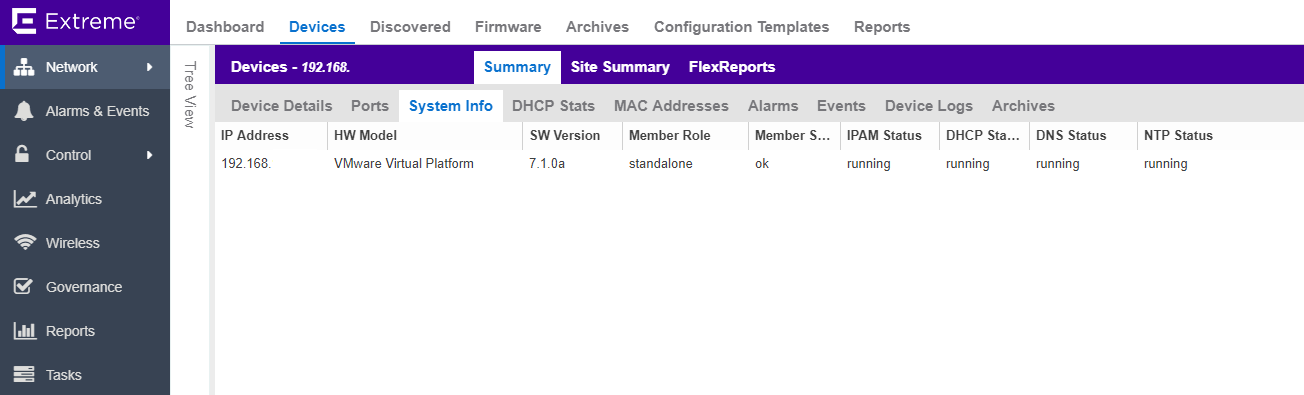 Extreme
Dashboard Devices Discovered Firmware Archives Configuration Templates Reports
Network
Alarms & Events
Control
Analytics
Wireless
Governance
Reports
Tasks
Tree View
Devices - 192.168. Summary Site Summary FlexReports
Device Details Ports System Info DHCP Stats MAC Addresses Alarms Events Device Logs Archives
IP Address HW Model SW Version Member Role Member S... IPAM Status DHCP Sta... DNS Status NTP Status
192.168. VMware Virtual Platform 7.1.0a standalone ok running running running running